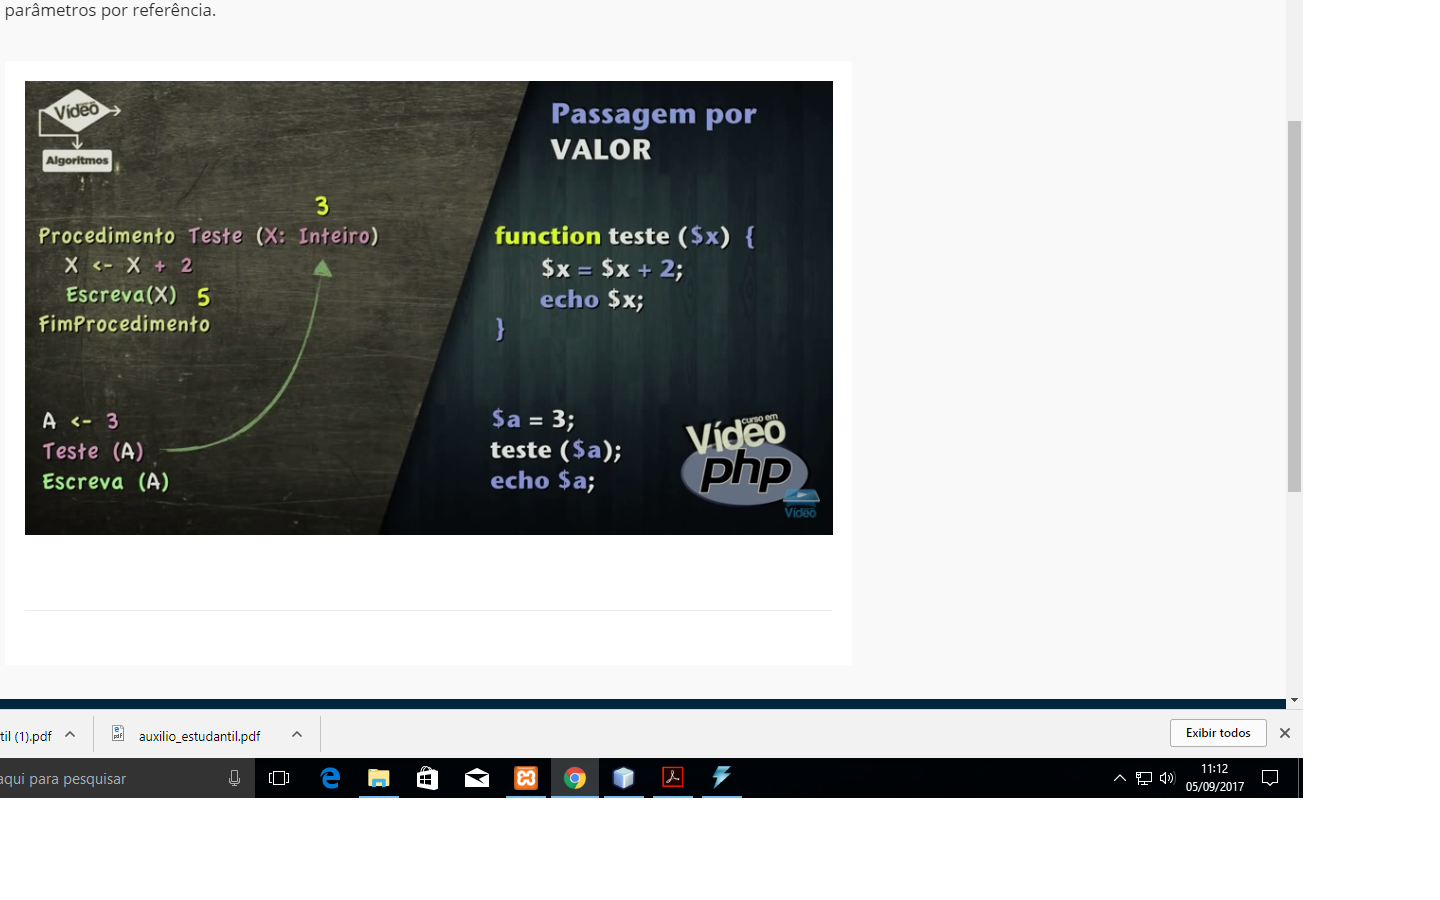 parâmetros por referência.
Vídeo
Algoritmos
Passagem por
VALOR
3
Procedimento Teste (X: Inteiro)
X <- X + 2
Escreva(X) 5
FimProcedimento
A <- 3
Teste (A)
Escreva (A)
function teste ($x) {
$x = $x + 2;
echo $x;
}
$a = 3;
teste ($a);
echo $a;
curso em
Vídeo
php
Vídeo
til (1).pdf
auxilio_estudantil.pdf
Exibir todos
aqui para pesquisar
11:12
05/09/2017